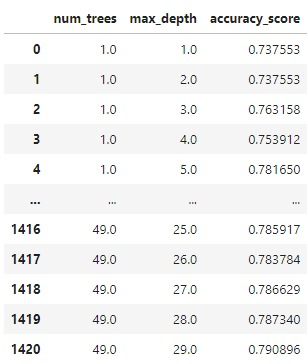 num_trees max_depth accuracy_score
0 1.0 1.0 0.737553
1 1.0 2.0 0.737553
2 1.0 3.0 0.763158
3 1.0 4.0 0.753912
4 1.0 5.0 0.781650
... ... ... ...
1416 49.0 25.0 0.785917
1417 49.0 26.0 0.783784
1418 49.0 27.0 0.786629
1419 49.0 28.0 0.787340
1420 49.0 29.0 0.790896